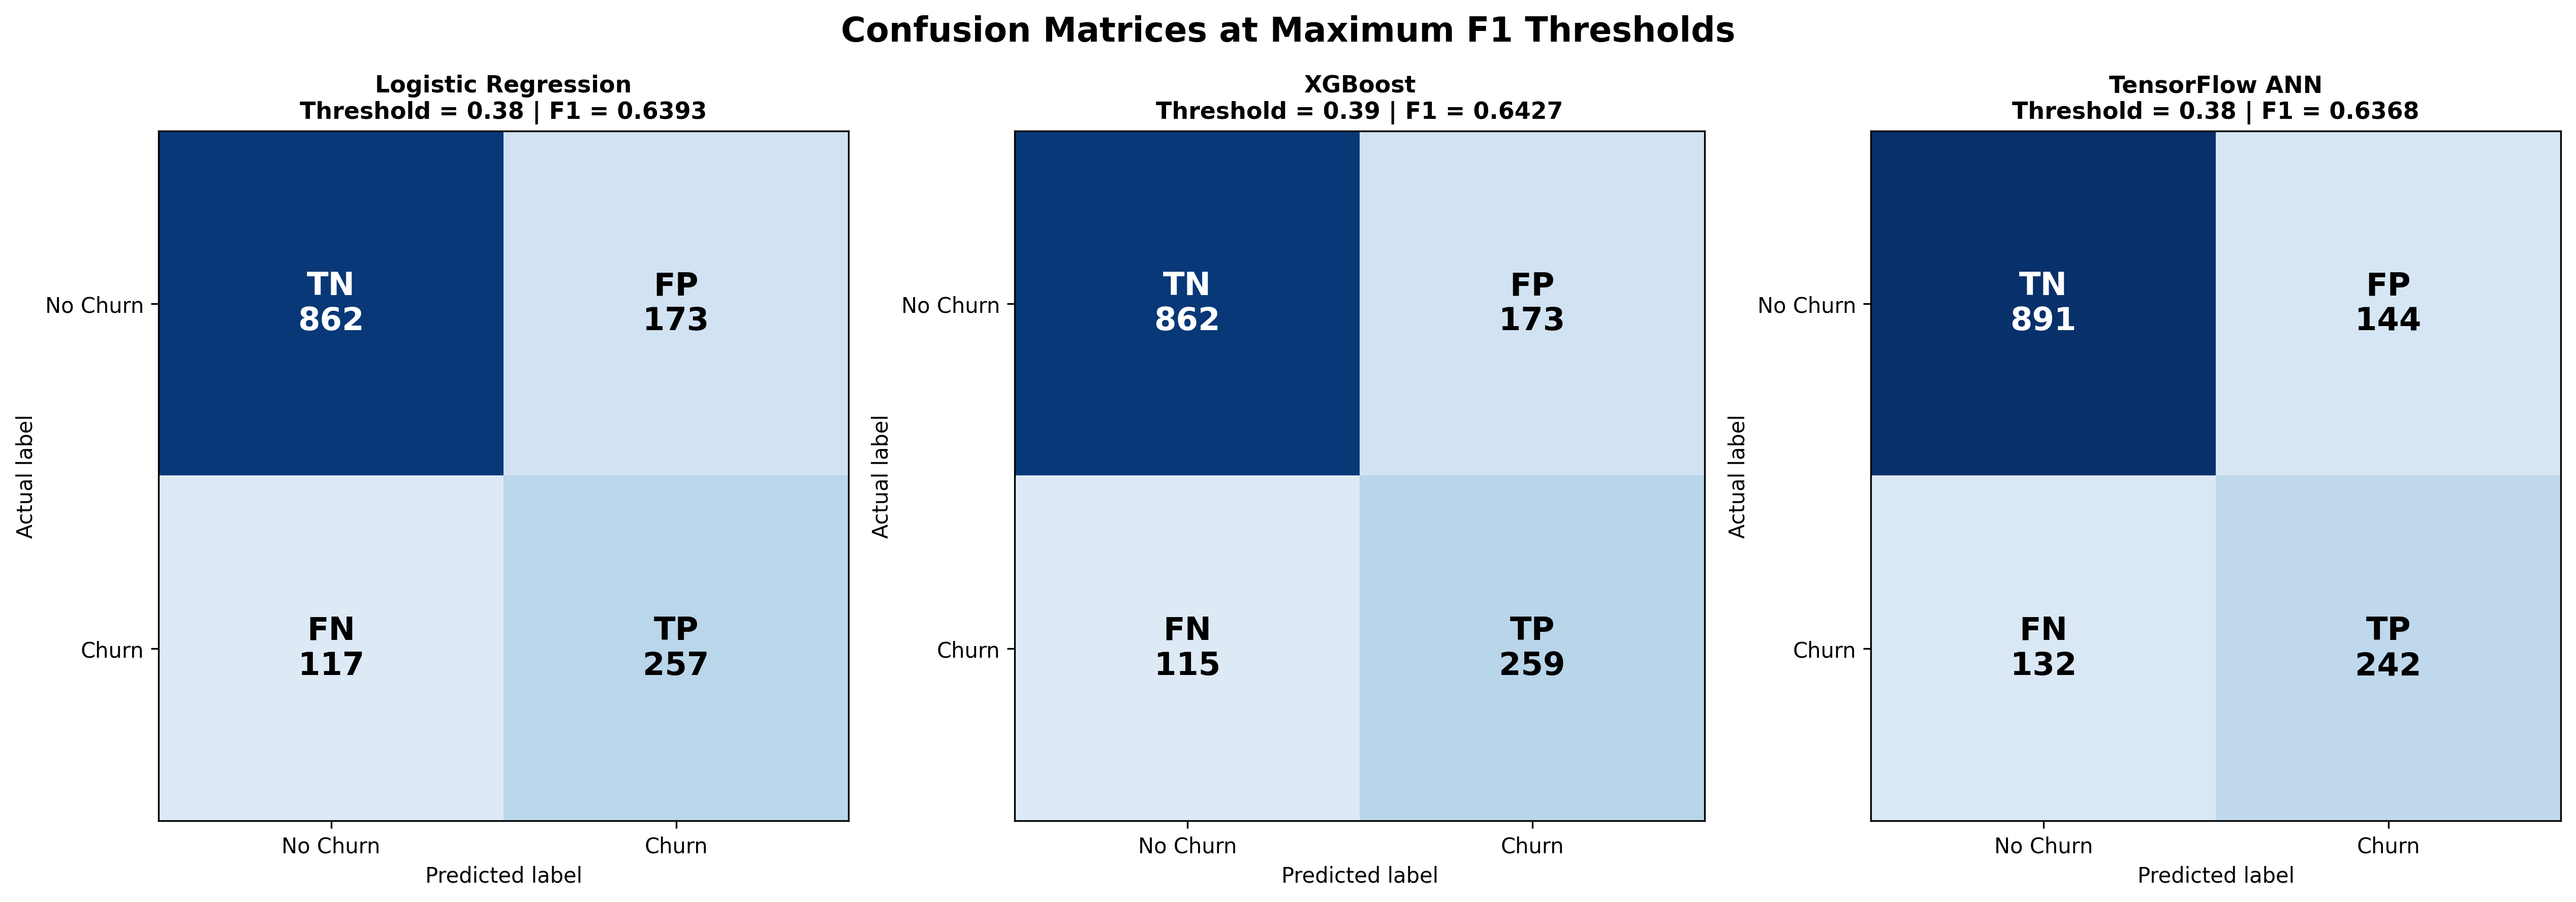 Confusion Matrices at Maximum F1 Thresholds
Logistic Regression
Threshold = 0.38 | F1 = 0.6393
Actual label
No Churn
Churn
TN
862
FP
173
FN
117
TP
257
No Churn
Churn
Predicted label
XGBoost
Threshold = 0.39 | F1 = 0.6427
Actual label
No Churn
Churn
TN
862
FP
173
FN
115
TP
259
No Churn
Churn
Predicted label
TensorFlow ANN
Threshold = 0.38 | F1 = 0.6368
Actual label
No Churn
Churn
TN
891
FP
144
FN
132
TP
242
No Churn
Churn
Predicted label